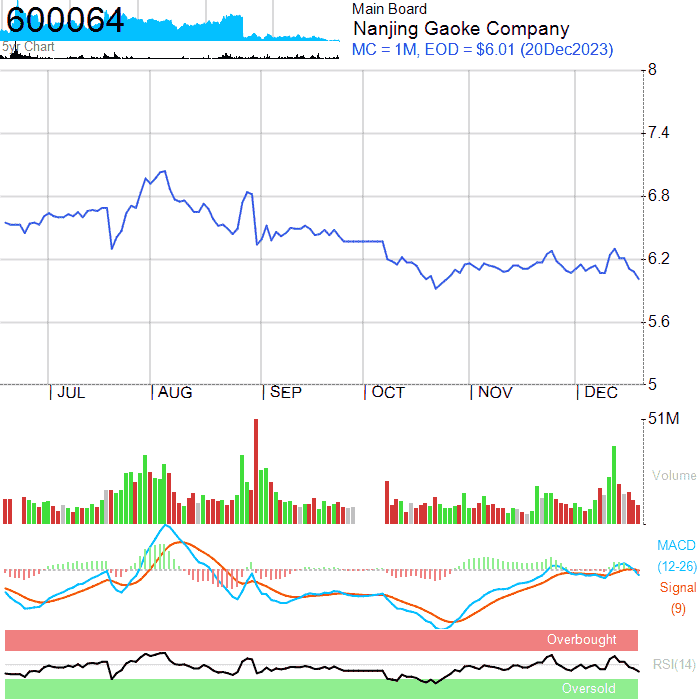 600064
5yr Chart
Main Board
Nanjing Gaoke Company
MC = 1M, EOD = $6.01 (20Dec2023)
8
7.4
6.8
6.2
5.6
5
JUL
AUG
SEP
OCT
NOV
DEC
51M
Volume
MACD
(12-26)
Signal
(9)
Overbought
RSI(14)
Oversold